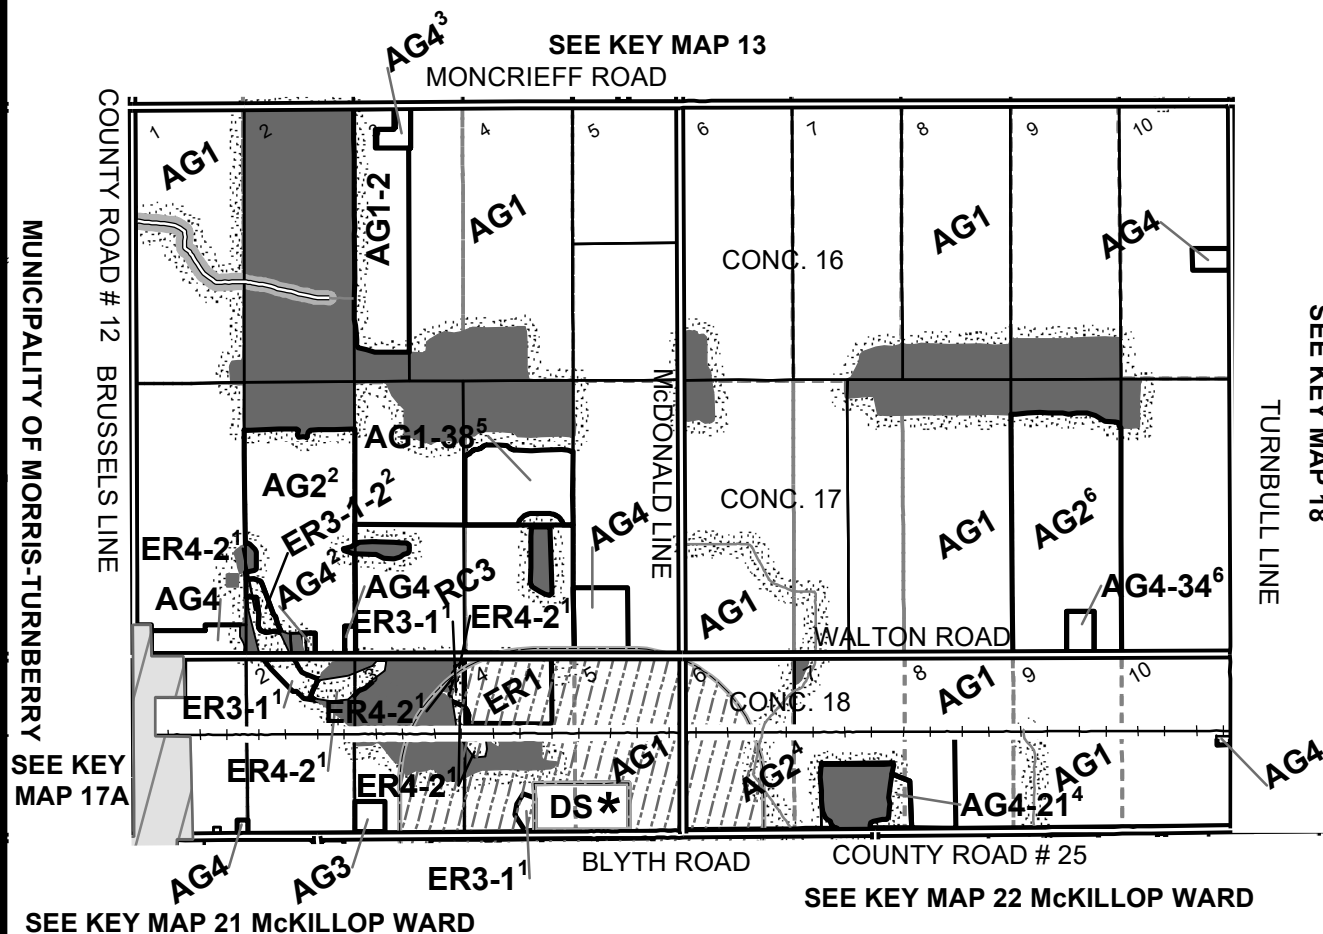 SEE KEY MAP 13
MONCRIEFF ROAD
AG4³
COUNTY ROAD # 12 BRUSSELS LINE
MUNICIPALITY OF MORRIS-TURNBERRY
1
2
3
4
5
6
7
8
9
10
AG1
AG1-2
AG1
AG1
AG4
CONC. 16
McDONALD LINE
TURNBULL LINE
SEE KEY MAP 18
AG1-38⁵
AG2²
ER3-1-2²
CONC. 17
AG4
AG1
AG2⁶
ER4-2¹
AG4²
AG4
RC3
AG4
ER3-1¹
ER4-2¹
AG1
AG4-34⁶
WALTON ROAD
2
3
4
5
6
7
8
9
10
ER3-1¹
ER4-2¹
ER1
CONC. 18
AG1
ER4-2¹
ER4-2¹
AG1
AG2⁴
AG1
AG4
SEE KEY
MAP 17A
DS*
AG4-21⁴
AG4
AG3
ER3-1¹
BLYTH ROAD
COUNTY ROAD # 25
SEE KEY MAP 22 McKILLOP WARD
SEE KEY MAP 21 McKILLOP WARD